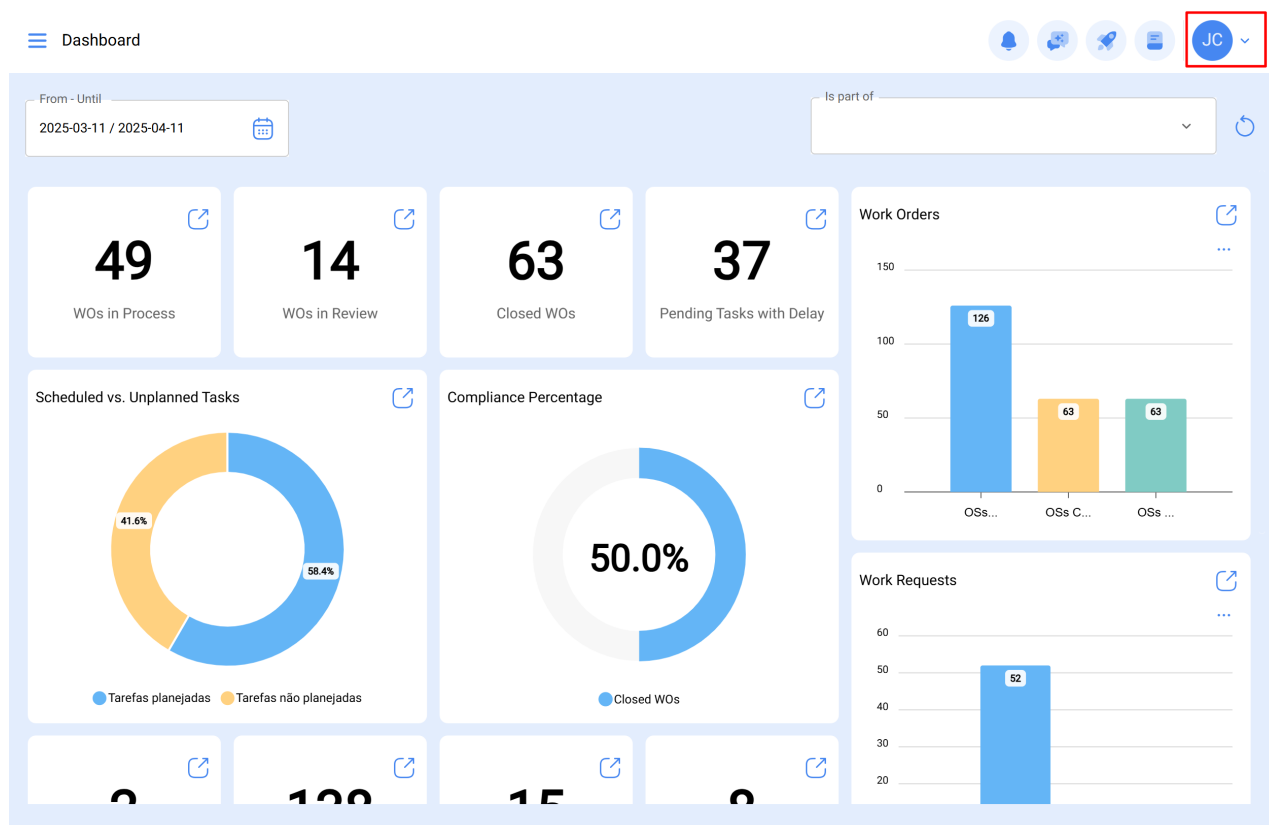 Dashboard
JC
From - Until
2025-03-11 / 2025-04-11
Is part of
49
WOs in Process
14
WOs in Review
63
Closed WOs
37
Pending Tasks with Delay
Work Orders
...
150
100
50
0
126
63
63
OSs...
OSs C...
OSs ...
Scheduled vs. Unplanned Tasks
41.6%
58.4%
Tarefas planejadas
Tarefas não planejadas
Compliance Percentage
50.0%
Closed WOs
Work Requests
...
60
50
40
30
20
52
138
15